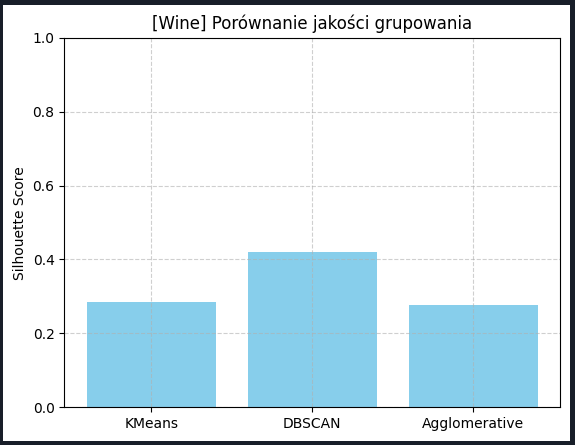 [Wine] Porównanie jakości grupowania
1.0
0.8
0.6
0.4
0.2
0.0
Silhouette Score
KMeans
DBSCAN
Agglomerative